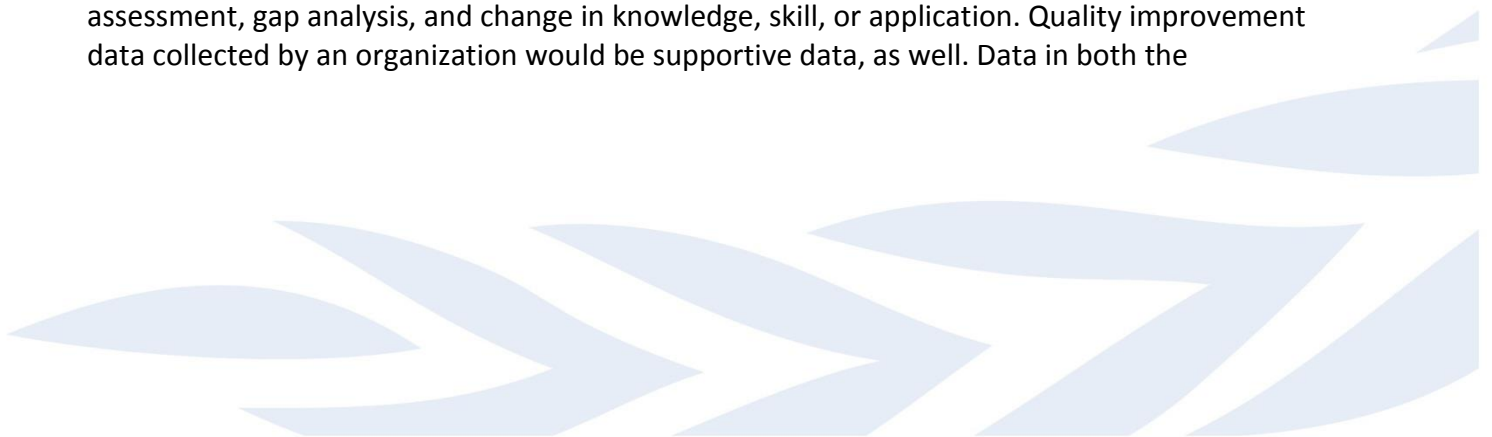 assessment, gap analysis, and change in knowledge, skill, or application. Quality improvement
data collected by an organization would be supportive data, as well. Data in both the